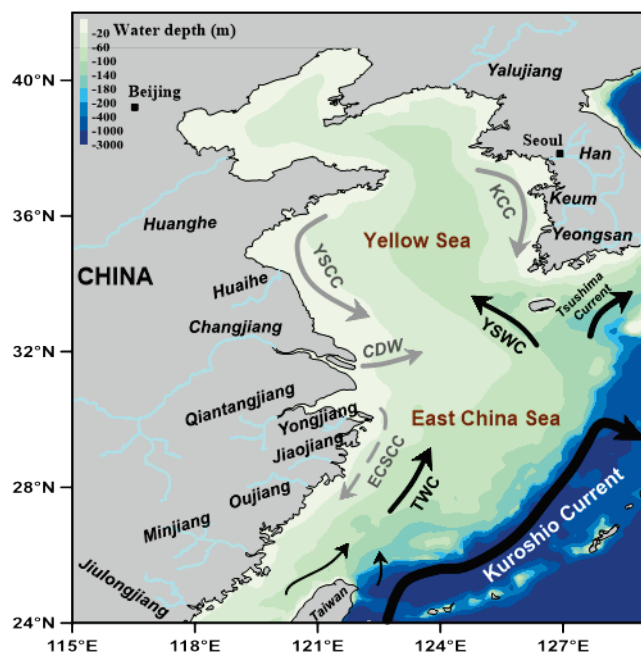 Water depth (m)
-20
-60
-100
-140
-200
-400
-1000
-3000
40°N
36°N
32°N
28°N
24°N
115°E
118°E
121°E
124°E
127°E
Beijing
Yalujiang
Seoul
Han
Keum
Yeongsan
KCC
Huanghe
Yellow Sea
YSCC
CHINA
Huaihe
Tsushima
Current
Changjiang
YSWC
CDW
Qiantangjiang
Yongjiang
East China Sea
Jiaojiang
ECSCC
TWC
Oujiang
Minjiang
Kuroshio Current
Jiulongjiang
Taiwan